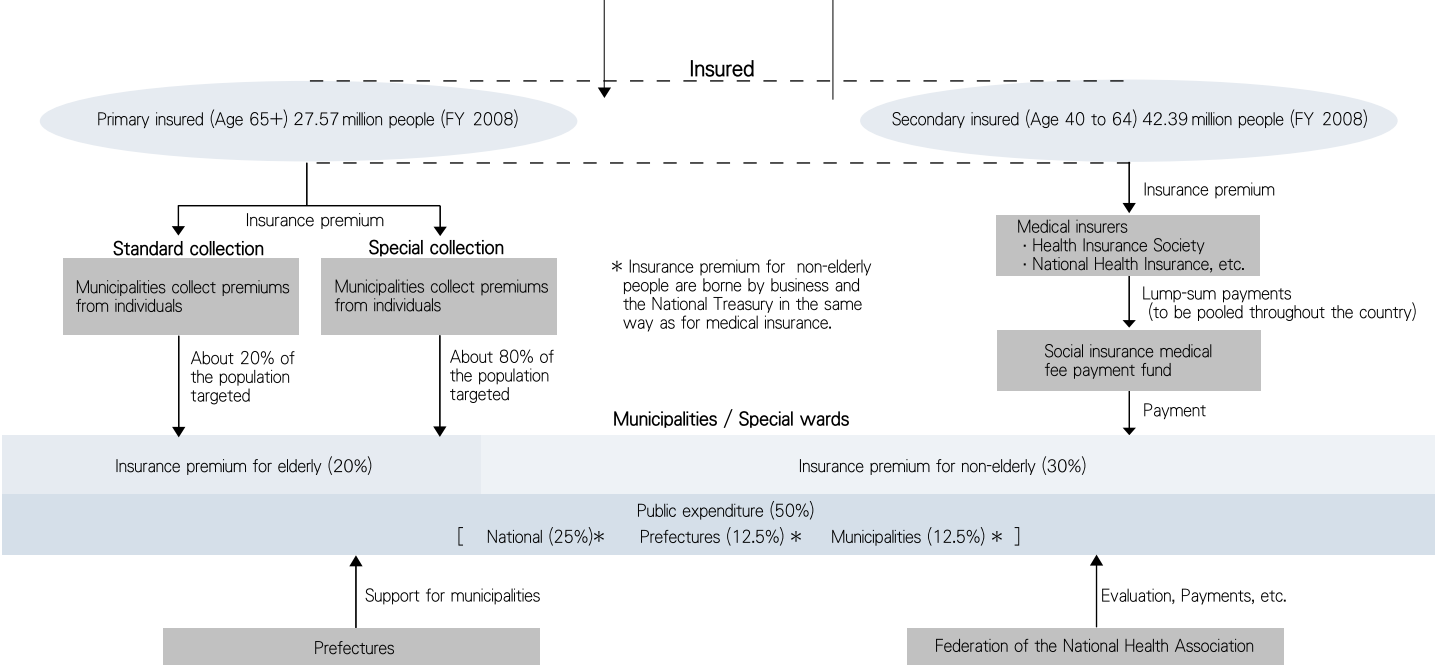 Insured
Primary insured (Age 65+) 27.57 million people (FY 2008)
Secondary insured (Age 40 to 64) 42.39 million people (FY 2008)
Insurance premium
Standard collection
Special collection
Municipalities collect premiums
from individuals
Municipalities collect premiums
from individuals
About 20% of
the population
targeted
About 80% of
the population
targeted
* Insurance premium for non-elderly
people are borne by business and
the National Treasury in the same
way as for medical insurance.
Insurance premium
Medical insurers
・Health Insurance Society
・National Health Insurance, etc.
Lump-sum payments
(to be pooled throughout the country)
Social insurance medical
fee payment fund
Payment
Municipalities / Special wards
Insurance premium for elderly (20%)
Insurance premium for non-elderly (30%)
Public expenditure (50%)
[ National (25%)* Prefectures (12.5%) * Municipalities (12.5%) * ]
Support for municipalities
Evaluation, Payments, etc.
Prefectures
Federation of the National Health Association